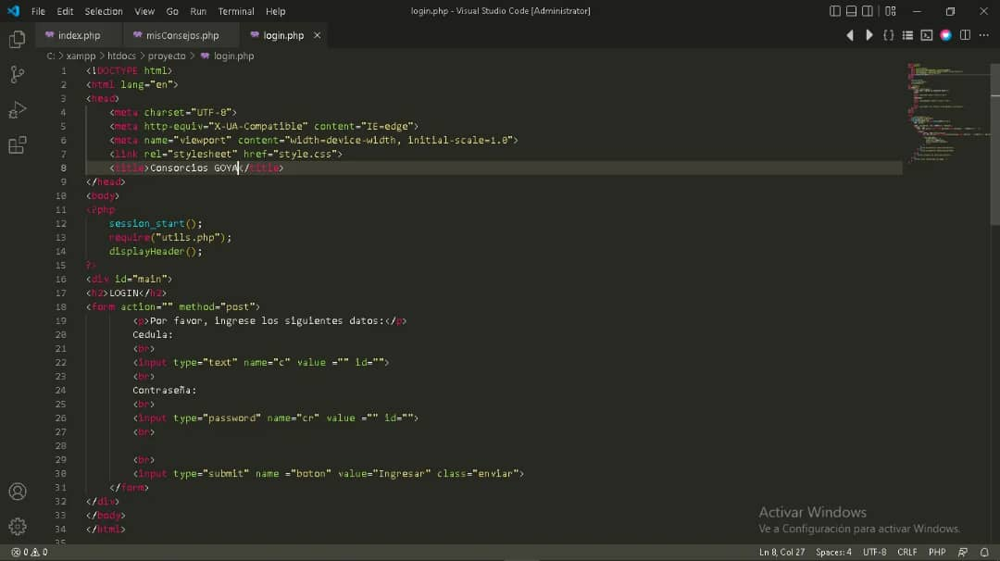 File Edit Selection View Go Run Terminal Help login.php - Visual Studio Code [Administrator]
index.php misConsejos.php login.php
C: > xampp > htdocs > proyecto > login.php
1 <!DOCTYPE html>
2 <html lang="en">
3 <head>
4 <meta charset="UTF-8">
5 <meta http-equiv="X-UA-Compatible" content="IE=edge">
6 <meta name="viewport" content="width=device-width, initial-scale=1.0">
7 <link rel="stylesheet" href="style.css">
8 <title>Consorcios GOYA</title>
9 </head>
10 <body>
11 <?php
12 session_start();
13 require("utils.php");
14 displayHeader();
15 ?>
16 <div id="main">
17 <h2>LOGIN</h2>
18 <form action="" method="post">
19 <p>Por favor, ingrese los siguientes datos:</p>
20 Cedula:
21 <br>
22 <input type="text" name="c" value ="" id="">
23 <br>
24 Contraseña:
25 <br>
26 <input type="password" name="cr" value ="" id="">
27 <br>
28
29 <br>
30 <input type="submit" name ="boton" value="Ingresar" class="enviar">
31 </form>
32 </div>
33 </body>
34 </html>
35
Activar Windows
Ve a Configuración para activar Windows.
0 0 Ln 8, Col 27 Spaces: 4 UTF-8 CRLF PHP